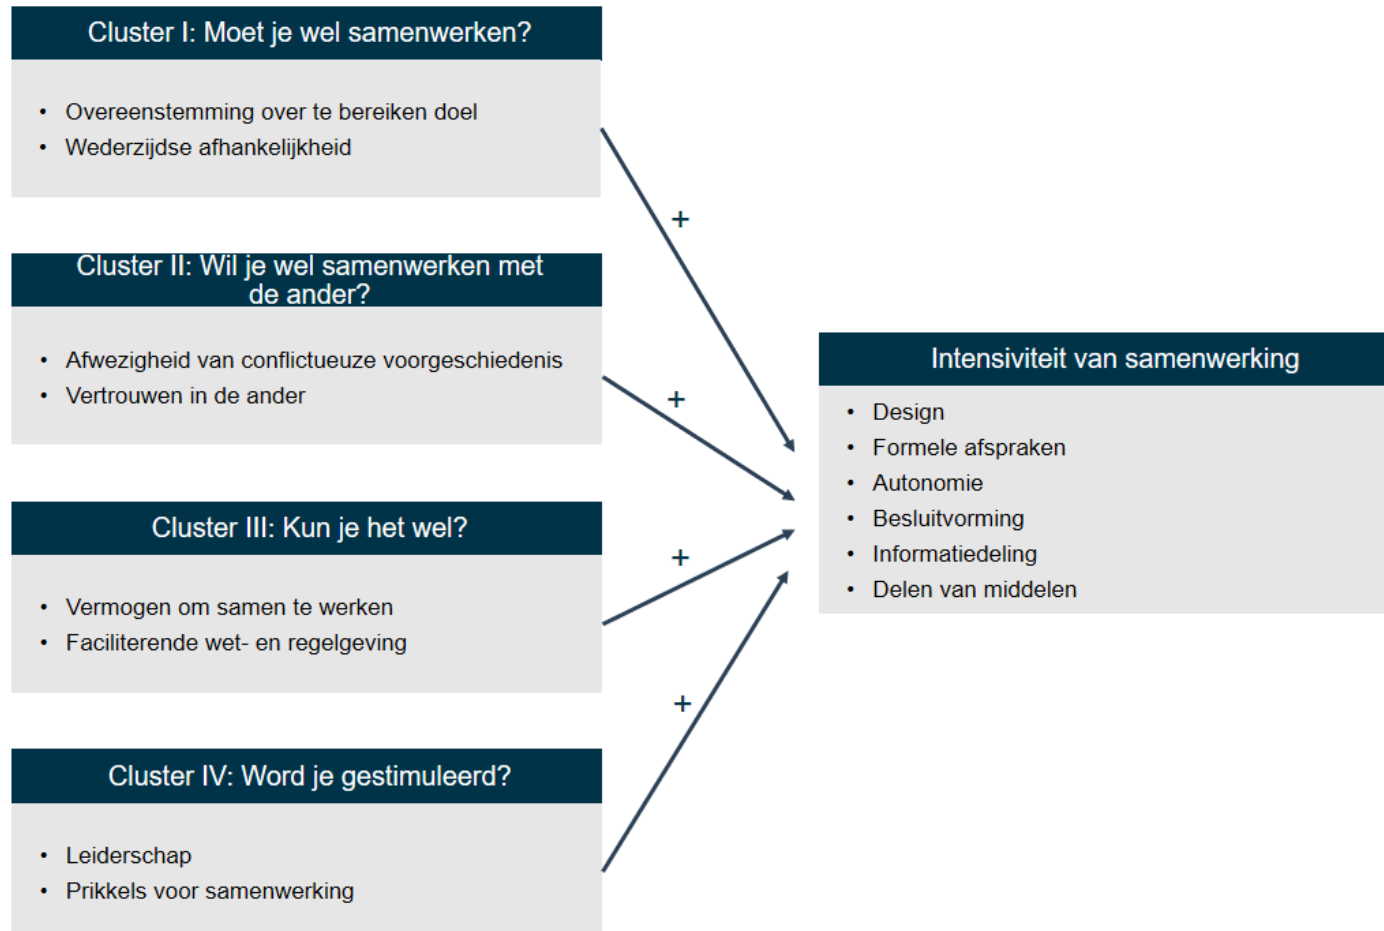 Cluster I: Moet je wel samenwerken?
• Overeenstemming over te bereiken doel
• Wederzijdse afhankelijkheid
+
Cluster II: Wil je wel samenwerken met
de ander?
• Afwezigheid van conflictueuze voorgeschiedenis
• Vertrouwen in de ander
+
Cluster III: Kun je het wel?
• Vermogen om samen te werken
• Faciliterende wet- en regelgeving
+
Cluster IV: Word je gestimuleerd?
• Leiderschap
• Prikkels voor samenwerking
+
Intensiviteit van samenwerking
• Design
• Formele afspraken
• Autonomie
• Besluitvorming
• Informatiedeling
• Delen van middelen